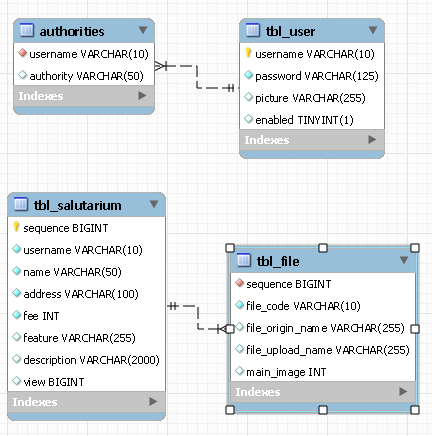 authorities
username VARCHAR(10)
authority VARCHAR(50)
Indexes
tbl_user
username VARCHAR(10)
password VARCHAR(125)
picture VARCHAR(255)
enabled TINYINT(1)
Indexes
tbl_salutarium
sequence BIGINT
username VARCHAR(10)
name VARCHAR(50)
address VARCHAR(100)
fee INT
feature VARCHAR(255)
description VARCHAR(2000)
view BIGINT
Indexes
tbl_file
sequence BIGINT
file_code VARCHAR(10)
file_origin_name VARCHAR(255)
file_upload_name VARCHAR(255)
main_image INT
Indexes